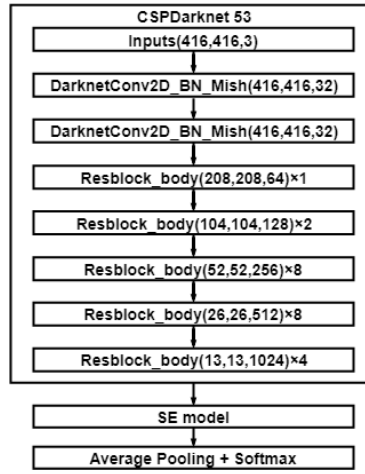 CSPDarknet 53
Inputs(416,416,3)
DarknetConv2D_BN_Mish(416,416,32)
DarknetConv2D_BN_Mish(416,416,32)
Resblock_body(208,208,64)×1
Resblock_body(104,104,128)×2
Resblock_body(52,52,256)×8
Resblock_body(26,26,512)×8
Resblock_body(13,13,1024)×4
SE model
Average Pooling + Softmax